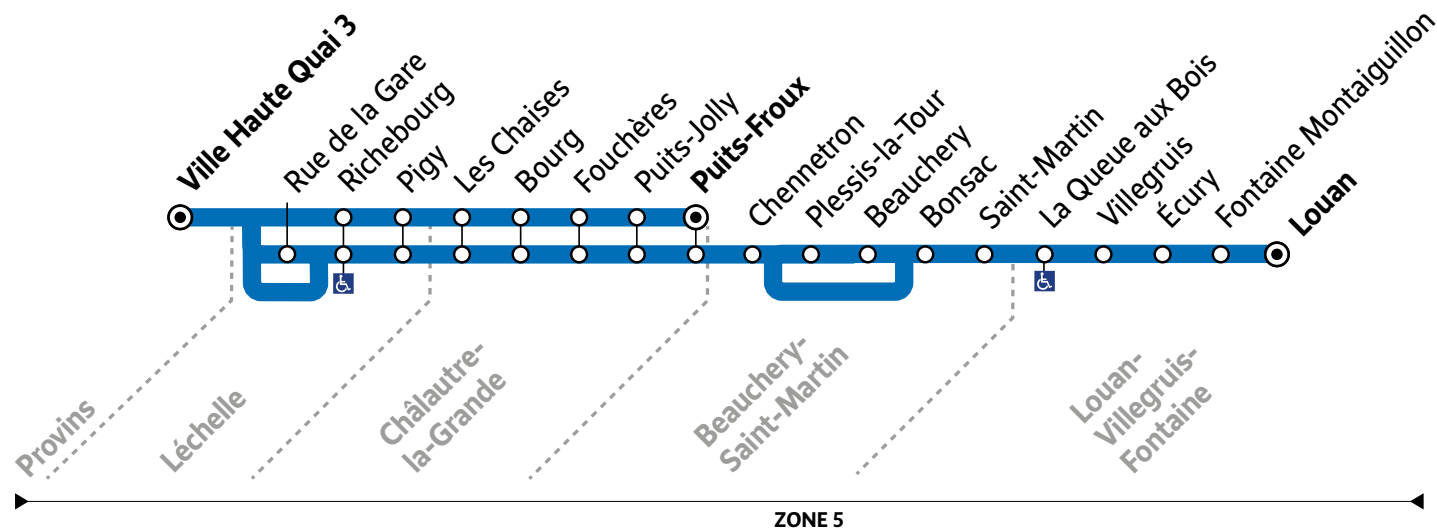 Ville Haute Quai 3
Rue de la Gare
Richebourg
Pigy
Les Chaises
Bourg
Fouchères
Puits-Jolly
Puits-Froux
Chennetron
Plessis-la-Tour
Beauchery
Bonsac
Saint-Martin
La Queue aux Bois
Villegruis
Écury
Fontaine Montaiguillon
Louan
Provins
Léchelle
Châlautre-
la-Grande
Beauchery-
Saint-Martin
Louan-
Villegruis-
Fontaine
ZONE 5